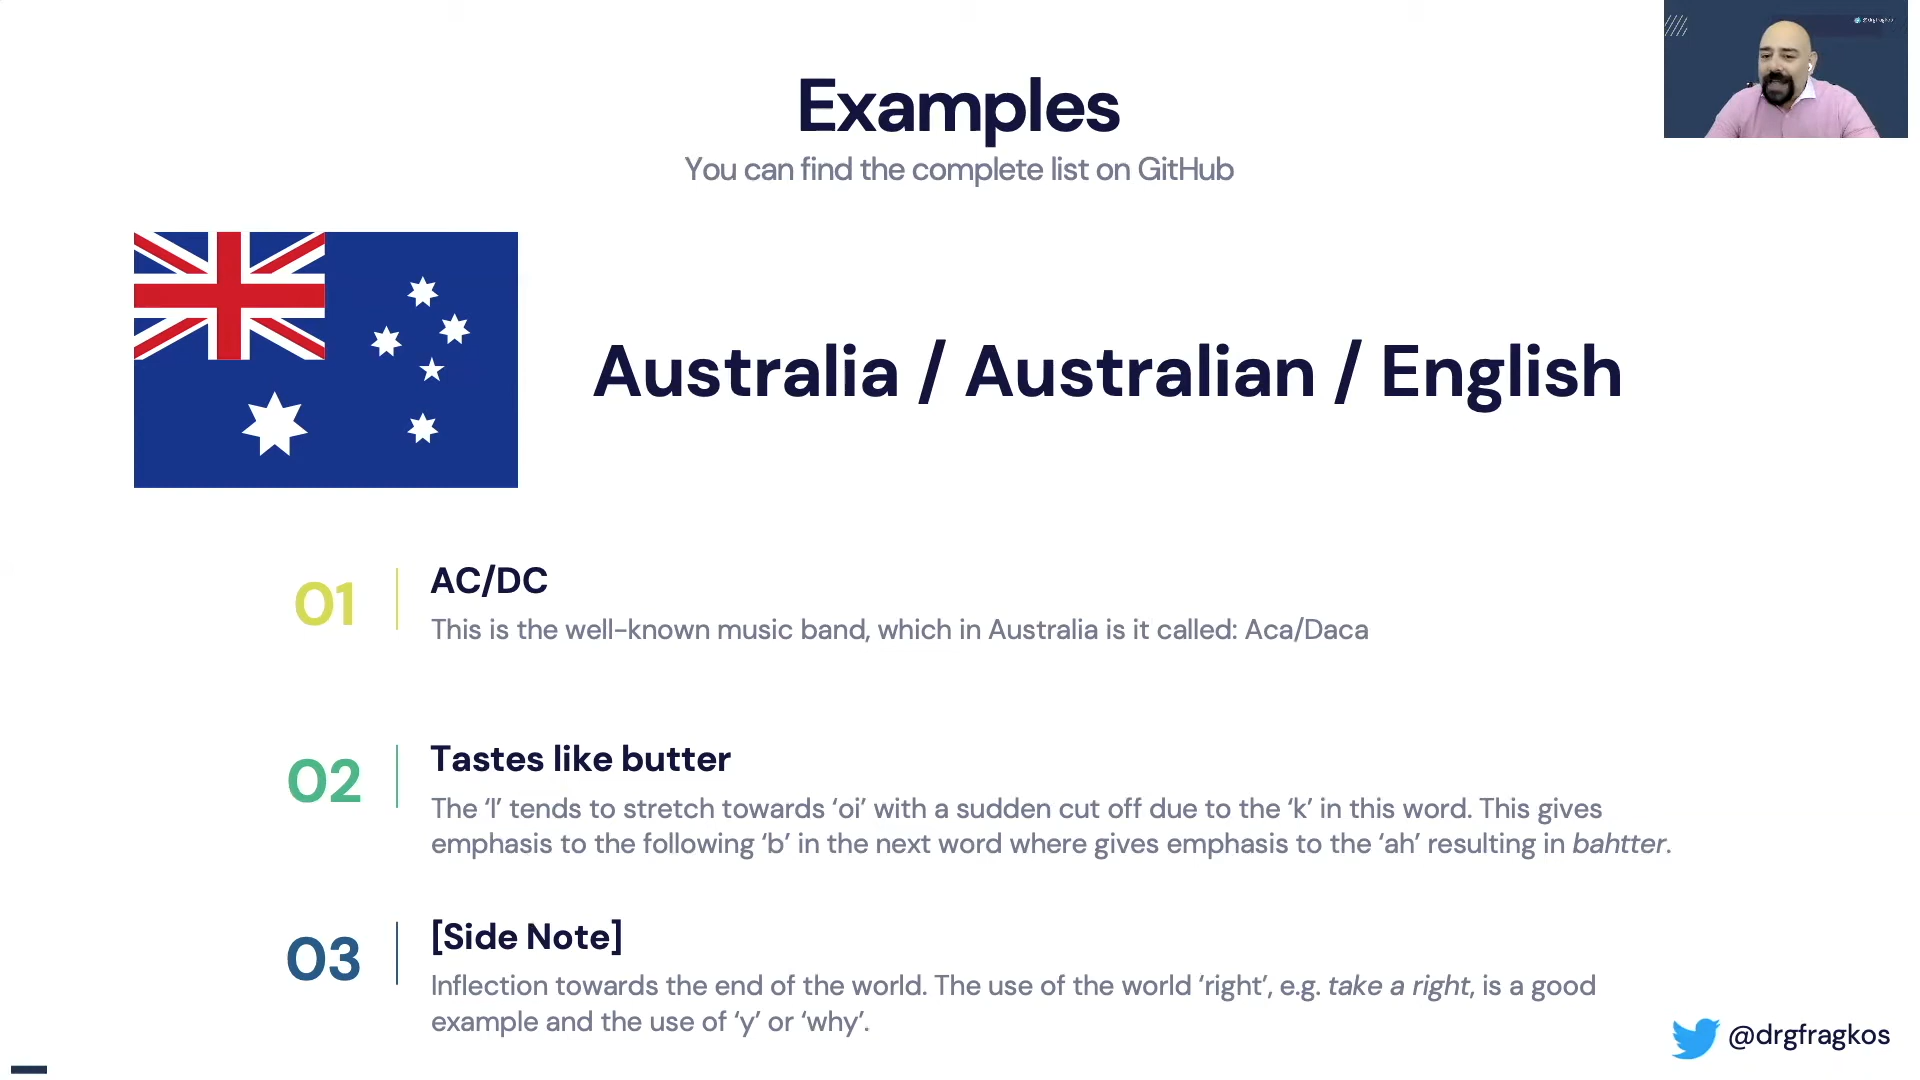 Examples
You can find the complete list on GitHub
Australia / Australian / English
01
AC/DC
This is the well-known music band, which in Australia is it called: Aca/Daca
02
Tastes like butter
The ‘I’ tends to stretch towards ‘oi’ with a sudden cut off due to the ‘k’ in this word. This gives
emphasis to the following ‘b’ in the next word where gives emphasis to the ‘ah’ resulting in bahtter.
03
[Side Note]
Inflection towards the end of the world. The use of the world ‘right’, e.g. take a right, is a good
example and the use of ‘y’ or ‘why’.
@drgfragkos